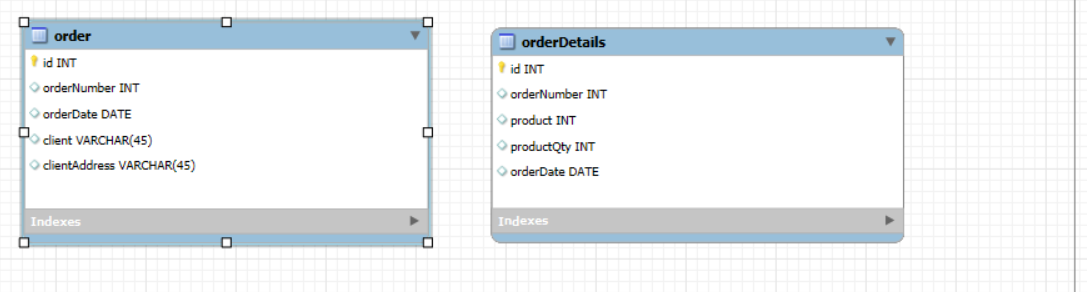 order
id INT
orderNumber INT
orderDate DATE
client VARCHAR(45)
clientAddress VARCHAR(45)
Indexes
orderDetails
id INT
orderNumber INT
product INT
productQty INT
orderDate DATE
Indexes